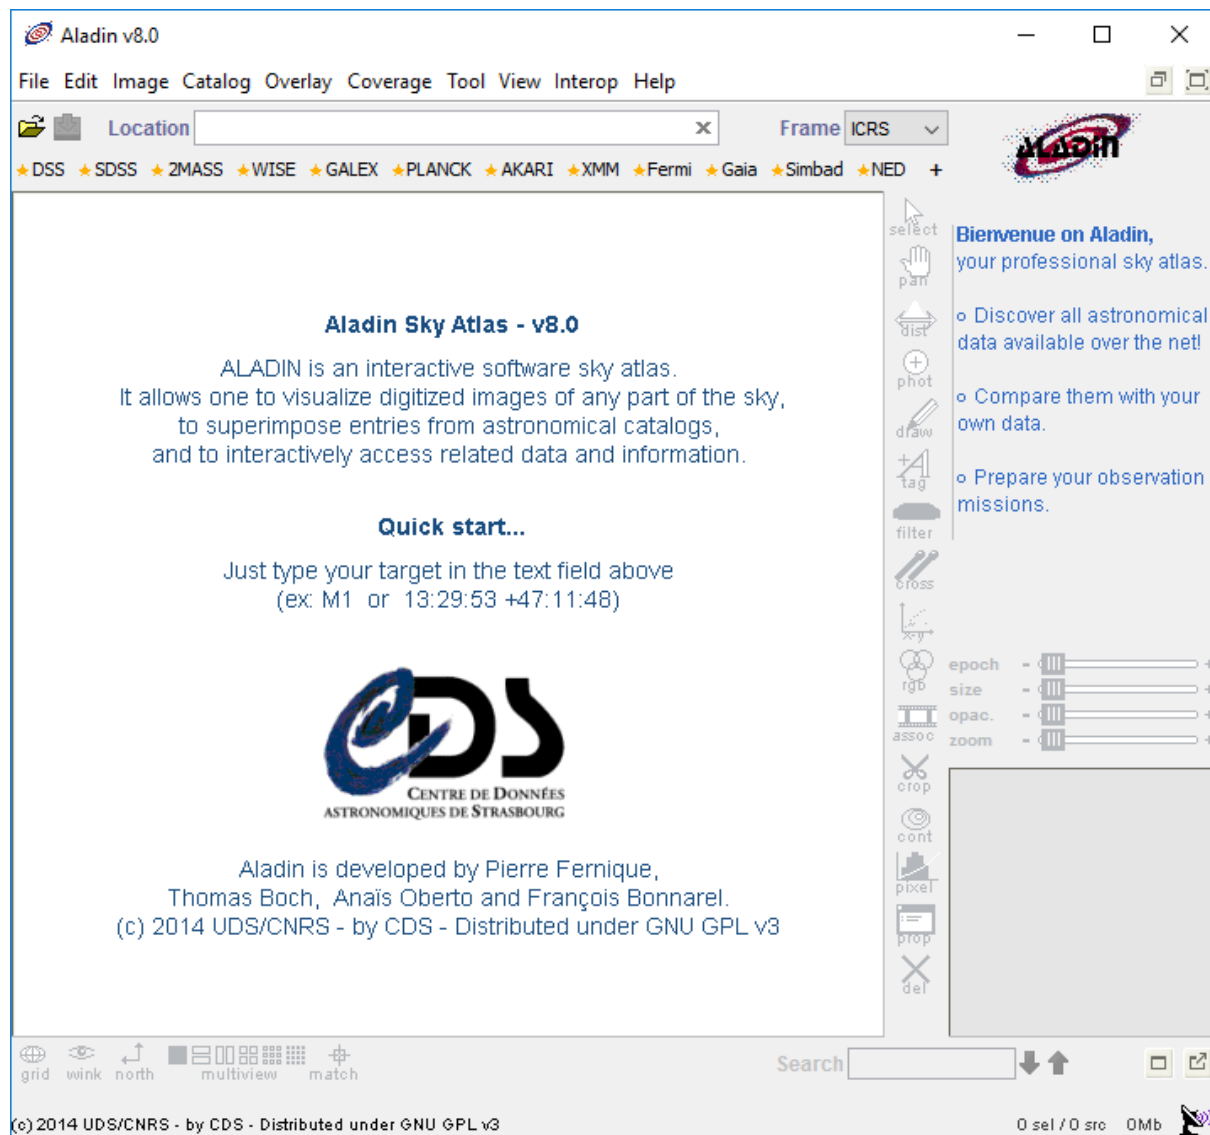 Aladin v8.0
File Edit Image Catalog Overlay Coverage Tool View Interop Help
Location
Frame ICRS
ALADIN
DSS SDSS 2MASS WISE GALEX PLANCK AKARI XMM Fermi Gaia Simbad NED +
Aladin Sky Atlas - v8.0
ALADIN is an interactive software sky atlas.
It allows one to visualize digitized images of any part of the sky,
to superimpose entries from astronomical catalogs,
and to interactively access related data and information.
Quick start...
Just type your target in the text field above
(ex: M1 or 13:29:53 +47:11:48)
CDS
CENTRE DE DONNÉES
ASTRONOMIQUES DE STRASBOURG
Aladin is developed by Pierre Fernique,
Thomas Boch, Anaïs Oberto and François Bonnarel.
(c) 2014 UDS/CNRS - by CDS - Distributed under GNU GPL v3
select
pan
dist
phot
draw
tag
filter
cross
x-y
rgb
assoc
crop
cont
pixel
prop
del
Bienvenue on Aladin,
your professional sky atlas.
o Discover all astronomical
data available over the net!
o Compare them with your
own data.
o Prepare your observation
missions.
epoch - +
size - +
opac. - +
zoom - +
grid wink north multiview match
Search
(c) 2014 UDS/CNRS - by CDS - Distributed under GNU GPL v3
0 sel / 0 src 0Mb